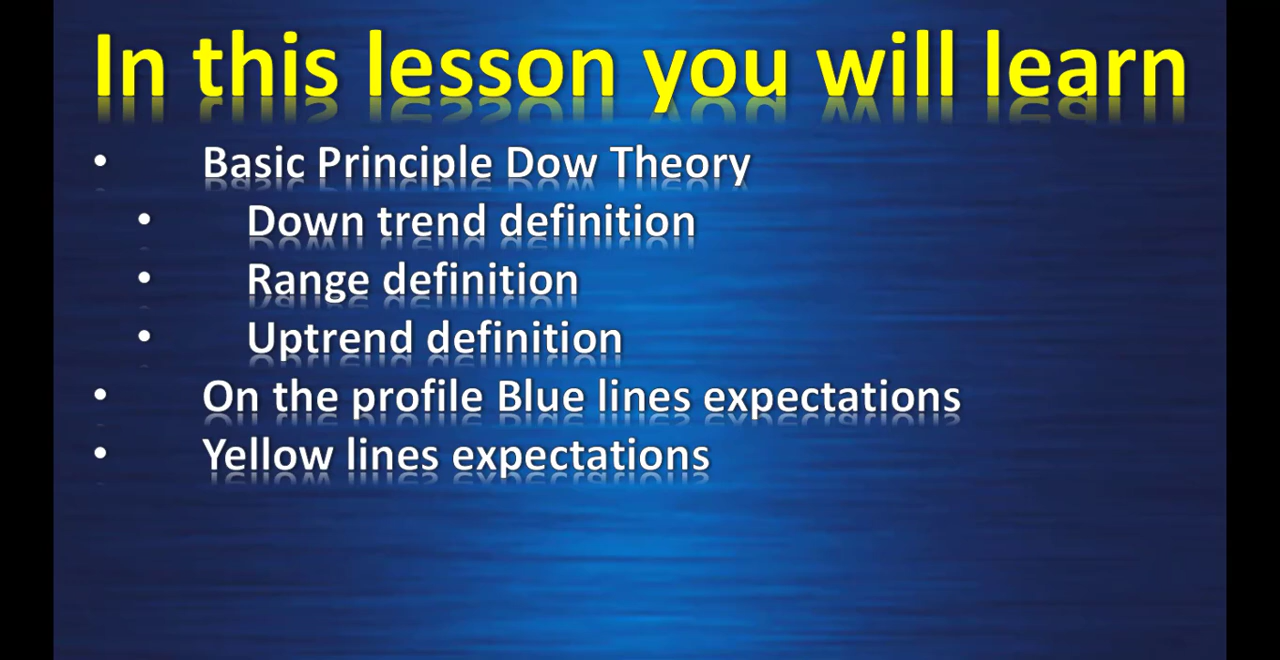 In this lesson you will learn
• Basic Principle Dow Theory
• Down trend definition
• Range definition
• Uptrend definition
• On the profile Blue lines expectations
• Yellow lines expectations